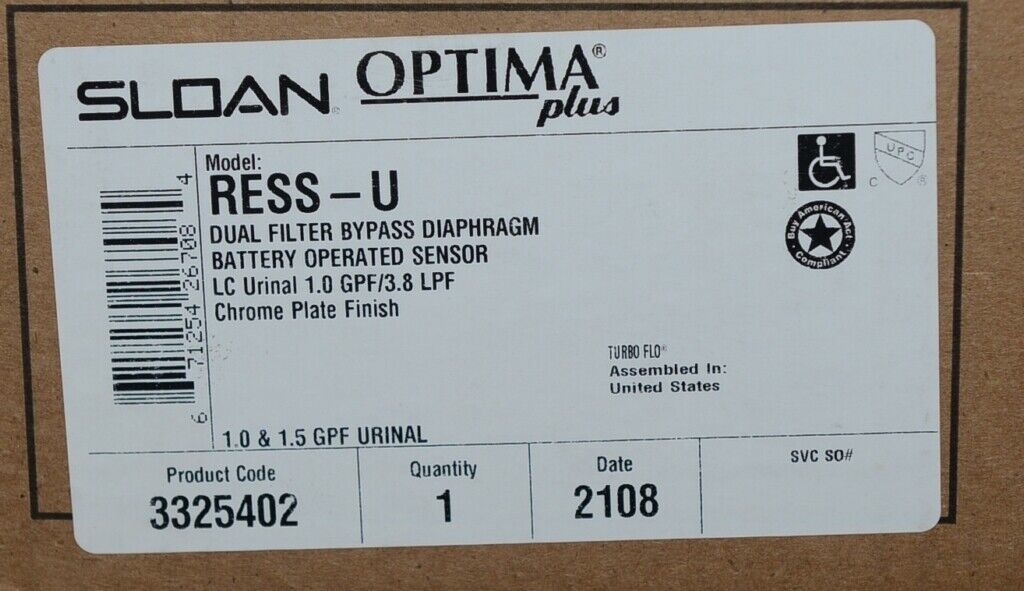 SLOAN® OPTIMA®
plus
Model:
RESS - U
DUAL FILTER BYPASS DIAPHRAGM
BATTERY OPERATED SENSOR
LC Urinal 1.0 GPF/3.8 LPF
Chrome Plate Finish
1.0 & 1.5 GPF URINAL
6 71254 26708 4
UPC
C ®
Buy American Act
Compliant
TURBO FLO®
Assembled In:
United States
Product Code
3325402
Quantity
1
Date
2108
SVC SO#